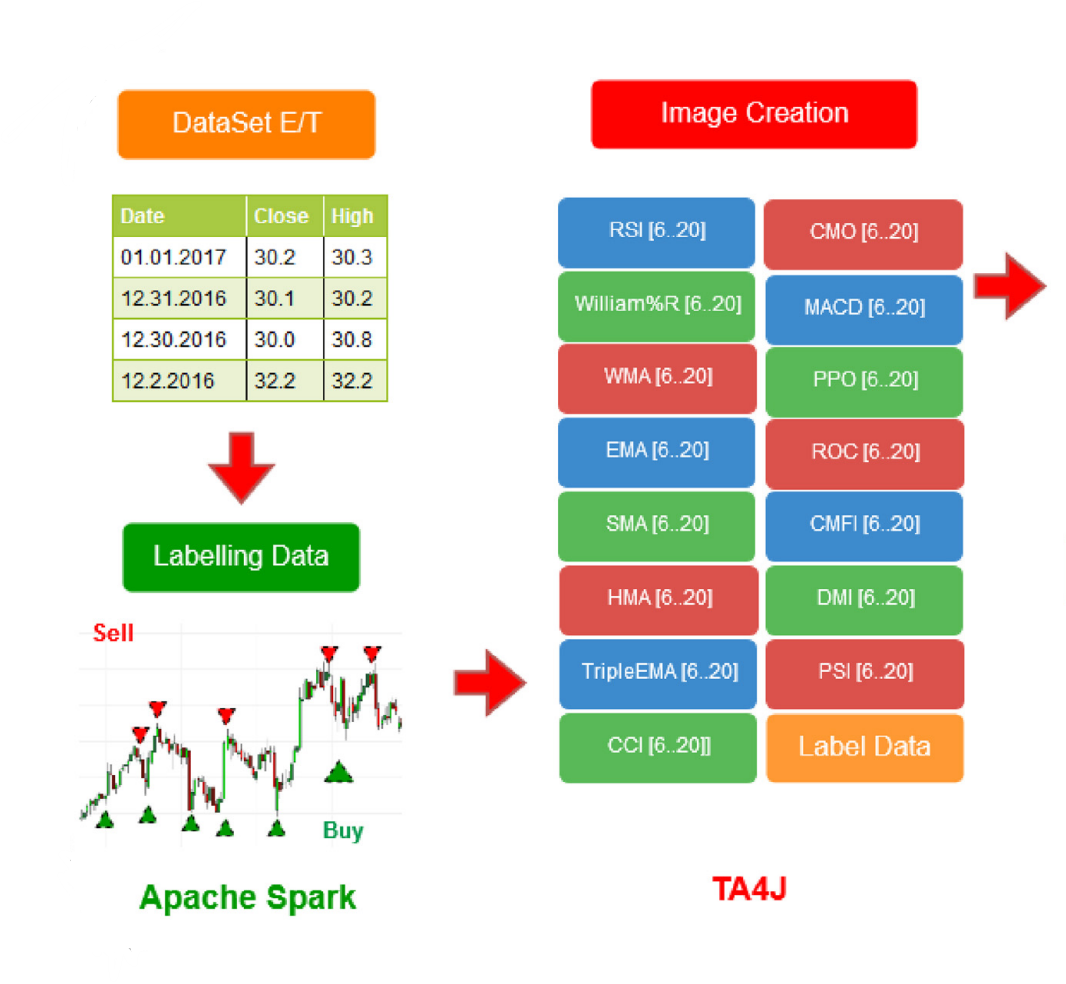 DataSet E/T
Date Close High
01.01.2017 30.2 30.3
12.31.2016 30.1 30.2
12.30.2016 30.0 30.8
12.2.2016 32.2 32.2
Labelling Data
Sell
Buy
Apache Spark
Image Creation
RSI [6..20] CMO [6..20]
William%R [6..20] MACD [6..20]
WMA [6..20] PPO [6..20]
EMA [6..20] ROC [6..20]
SMA [6..20] CMFI [6..20]
HMA [6..20] DMI [6..20]
TripleEMA [6..20] PSI [6..20]
CCI [6..20]] Label Data
TA4J